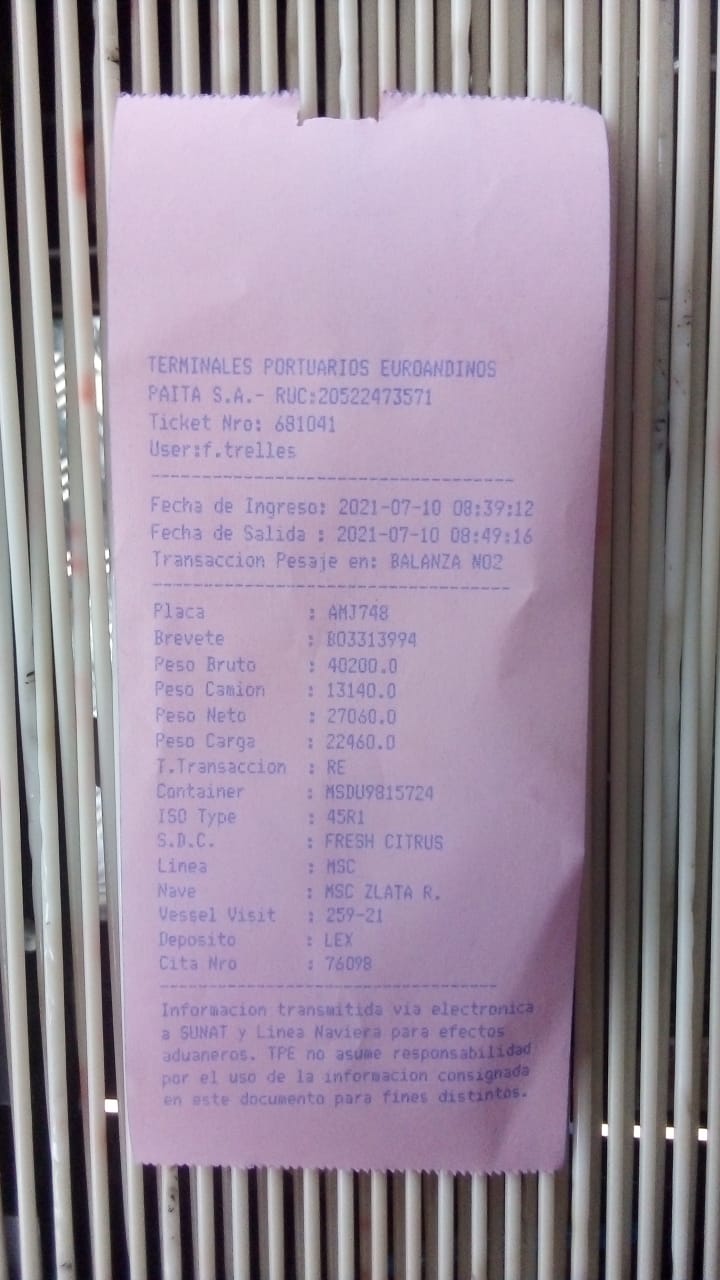 TERMINALES PORTUARIOS EUROANDINOS
PAITA S.A.- RUC:20522473571
Ticket Nro: 681041
User:f.trelles
Fecha de Ingreso: 2021-07-10 08:39:12
Fecha de Salida : 2021-07-10 08:49:16
Transaccion Pesaje en: BALANZA NO2
Placa : AMJ748
Brevete : B03313994
Peso Bruto : 40200.0
Peso Camion : 13140.0
Peso Neto : 27060.0
Peso Carga : 22460.0
T.Transaccion : RE
Container : MSDU9815724
ISO Type : 45R1
S.D.C. : FRESH CITRUS
Linea : MSC
Nave : MSC ZLATA R.
Vessel Visit : 259-21
Deposito : LEX
Cita Nro : 76098
Informacion transmitida via electronica
a SUNAT y Linea Naviera para efectos
aduaneros. TPE no asume responsabilidad
por el uso de la informacion consignada
en este documento para fines distintos.